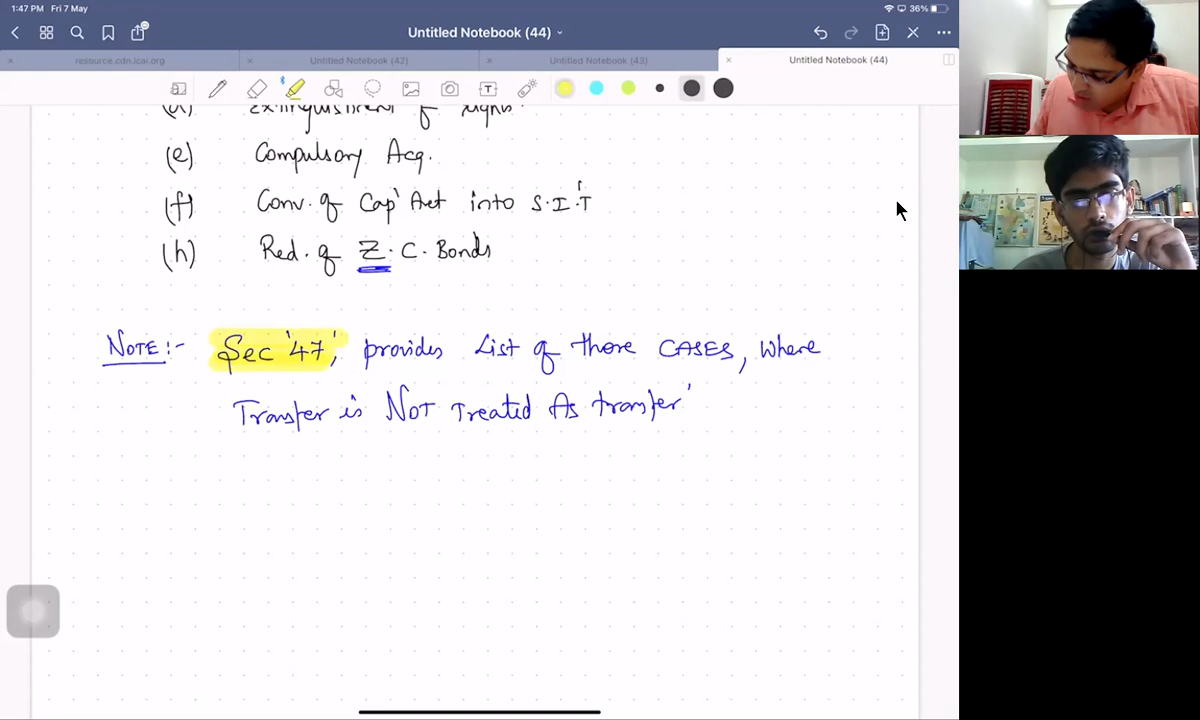 1:47 PM Fri 7 May
36%
Untitled Notebook (44)
resource.cdn.icai.org
Untitled Notebook (42)
Untitled Notebook (43)
Untitled Notebook (44)
(e) Compulsory Acq.
(f) Conv. of Cap' Aet into S.I.T
(h) Red. of Z. C. Bonds
NOTE:- Sec '47', provides List of those CASES, Where
Transfer is NOT Treated As transfer'